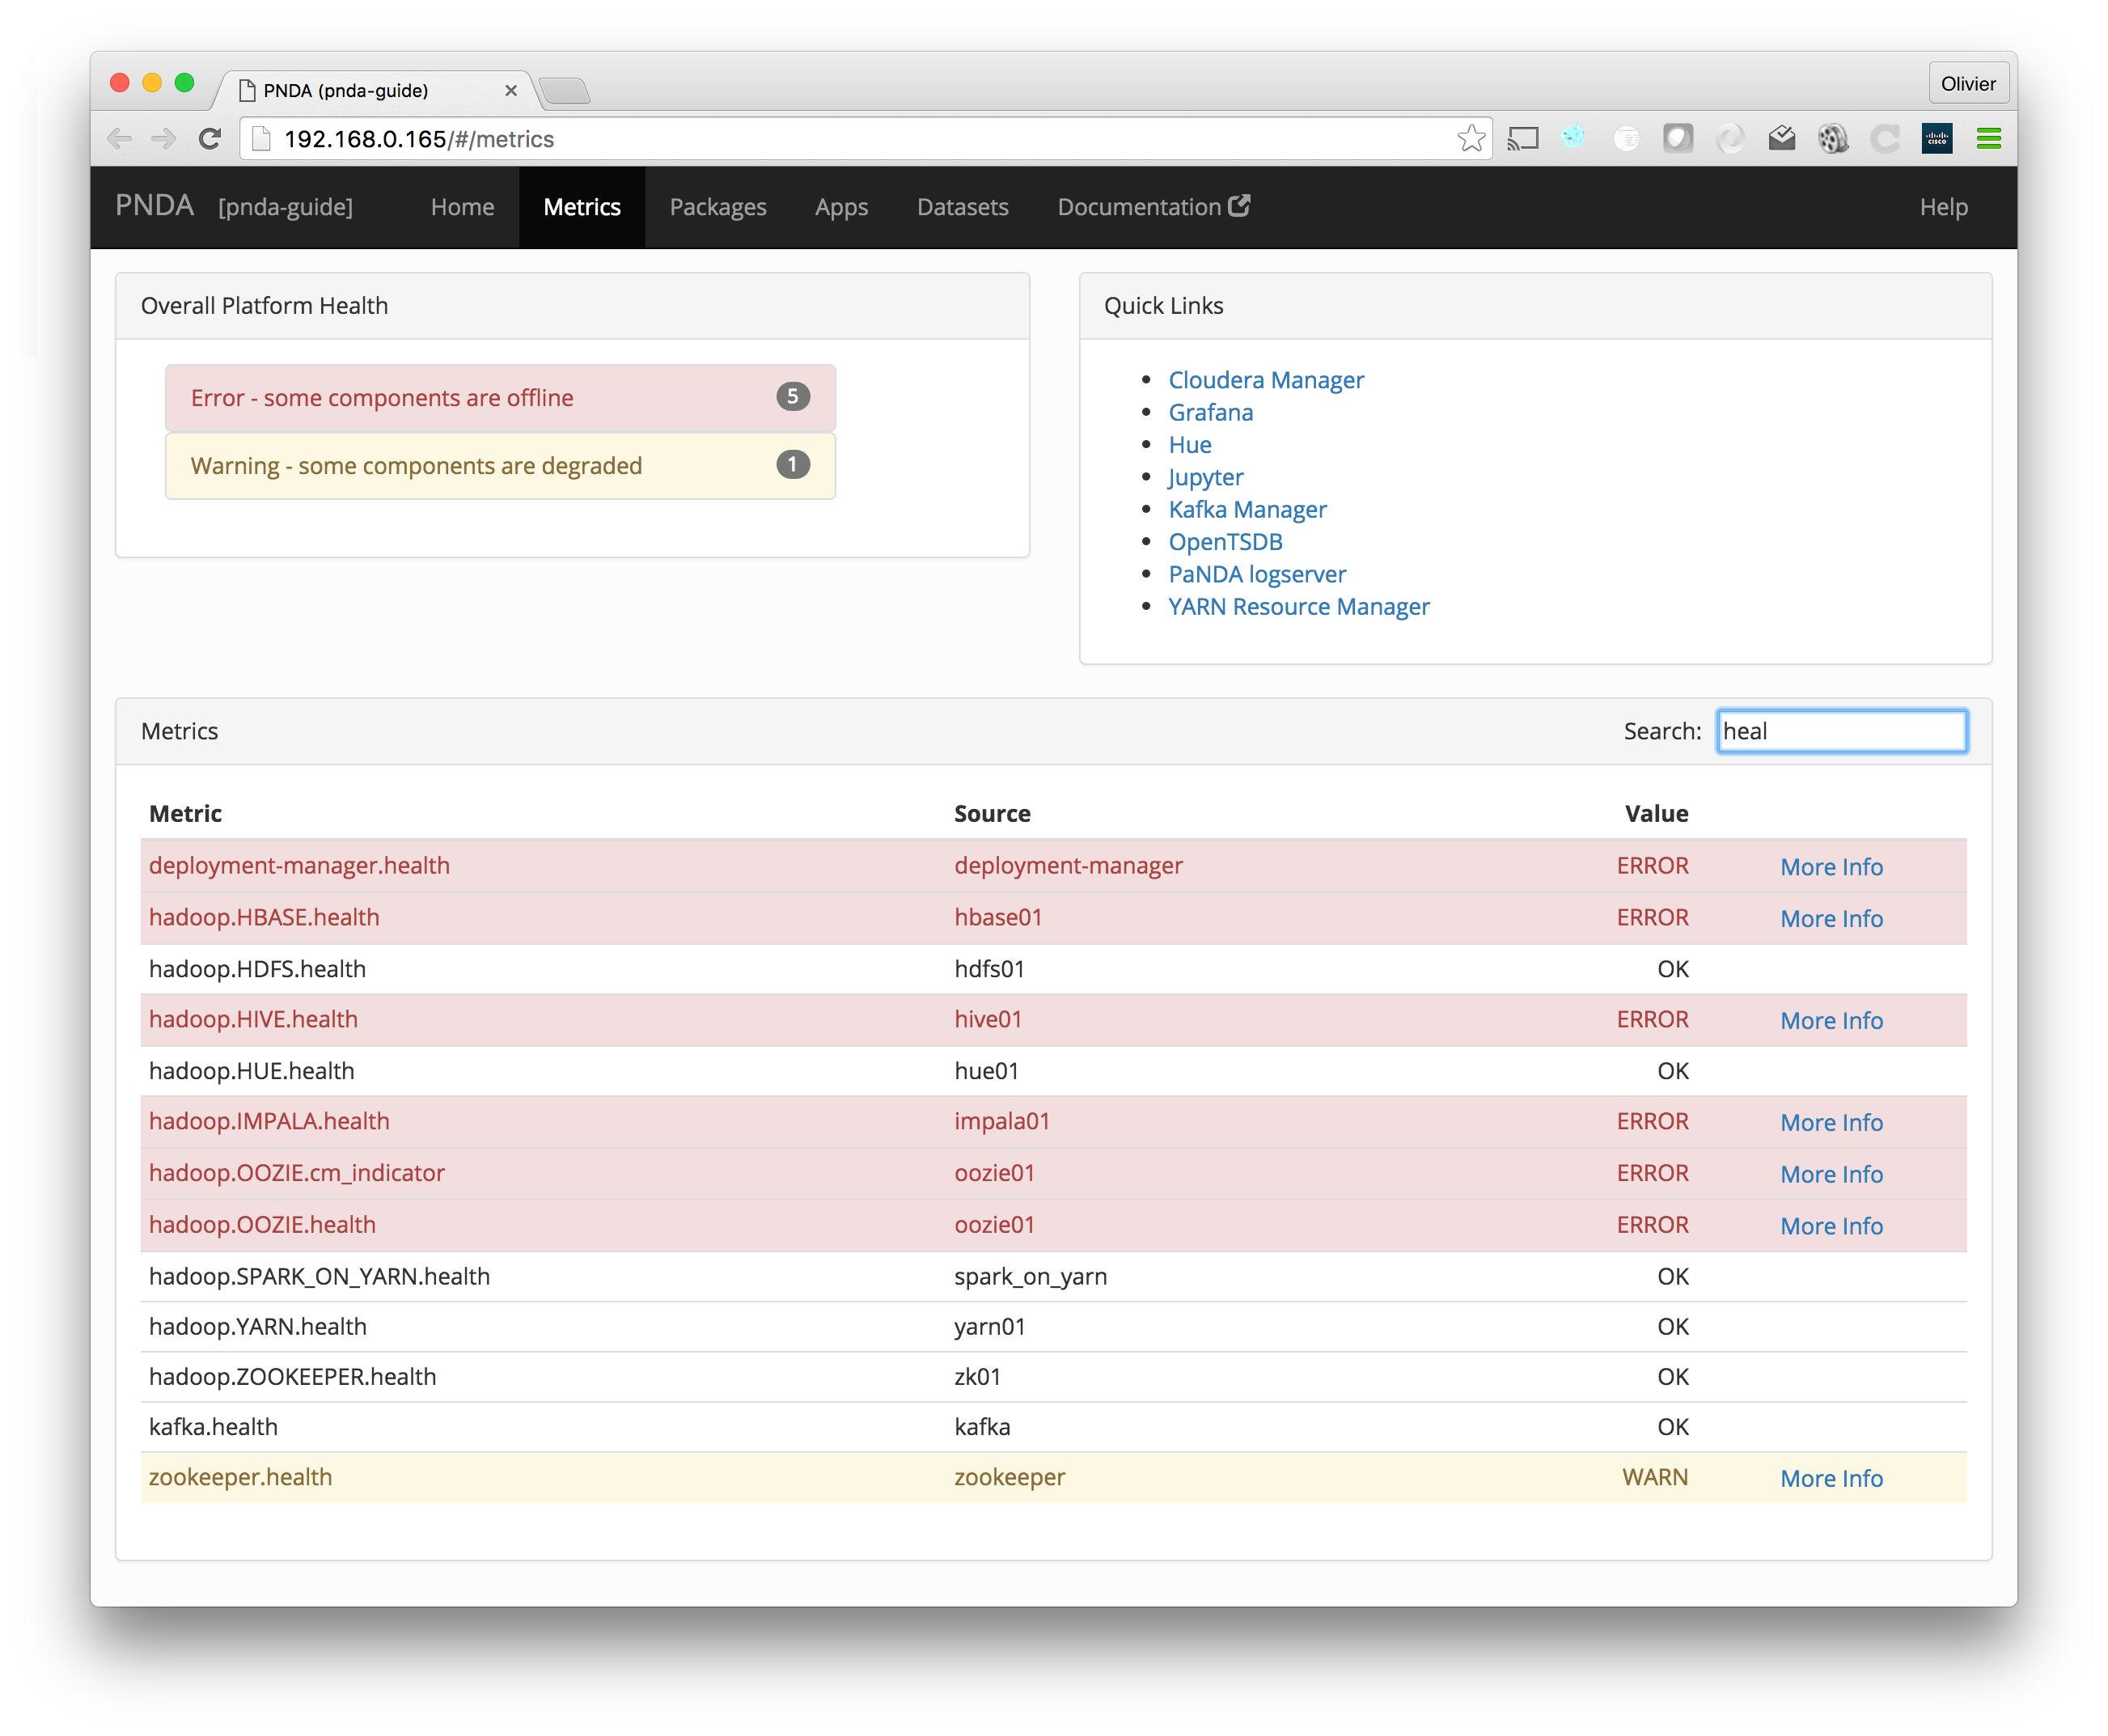 PNDA (pnda-guide)
Olivier
192.168.0.165/#/metrics
CISCO
PNDA [pnda-guide] Home Metrics Packages Apps Datasets Documentation Help
Overall Platform Health
Error - some components are offline 5
Warning - some components are degraded 1
Quick Links
Cloudera Manager
Grafana
Hue
Jupyter
Kafka Manager
OpenTSDB
PaNDA logserver
YARN Resource Manager
Metrics Search: heal
Metric Source Value
deployment-manager.health deployment-manager ERROR More Info
hadoop.HBASE.health hbase01 ERROR More Info
hadoop.HDFS.health hdfs01 OK
hadoop.HIVE.health hive01 ERROR More Info
hadoop.HUE.health hue01 OK
hadoop.IMPALA.health impala01 ERROR More Info
hadoop.OOZIE.cm_indicator oozie01 ERROR More Info
hadoop.OOZIE.health oozie01 ERROR More Info
hadoop.SPARK_ON_YARN.health spark_on_yarn OK
hadoop.YARN.health yarn01 OK
hadoop.ZOOKEEPER.health zk01 OK
kafka.health kafka OK
zookeeper.health zookeeper WARN More Info